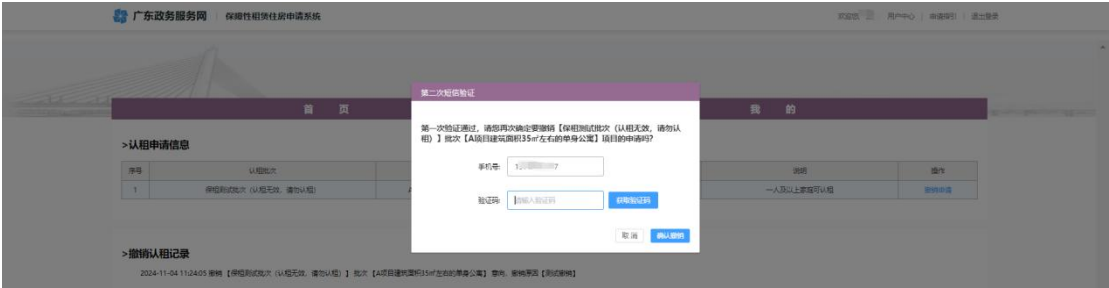 广东政务服务网 保障性租赁住房申请系统
用户中心 | 申请指引 | 退出登录
首 页
我 的
第二次短信验证
第一次验证通过，请您再次确定要撤销【保租测试批次（认租无效，请勿认
租）】批次【A项目建筑面积35㎡左右的单身公寓】项目的申请吗?
手机号:
1
7
验证码:
请输入验证码
获取验证码
取 消
确认撤销
>认租申请信息
序号
认租批次
说明
操作
1
保租测试批次（认租无效，请勿认租）
一人及以上家庭可认租
撤销申请
>撤销认租记录
2024-11-04 11:24:05 撤销 【保租测试批次（认租无效，请勿认租）】 批次 【A项目建筑面积35㎡左右的单身公寓】 意向，撤销原因【测试撤销】